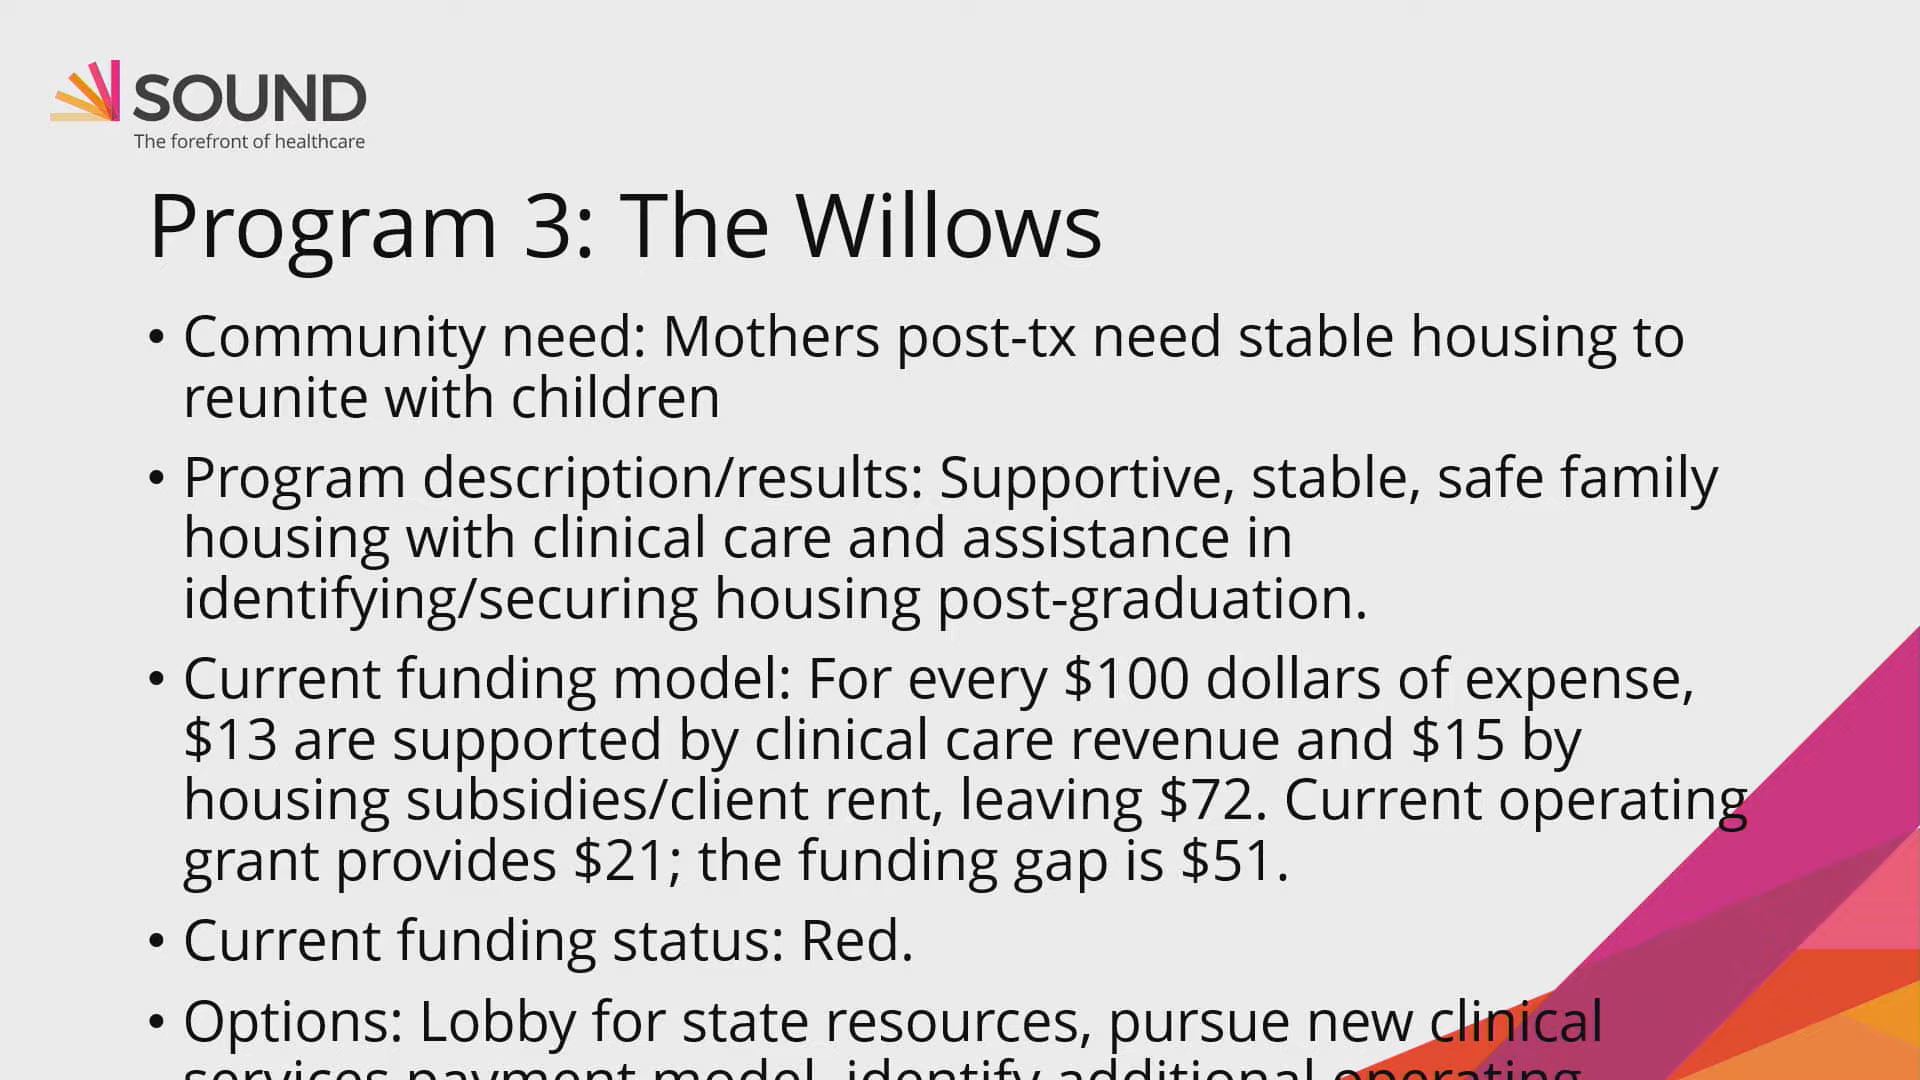 SOUND
The forefront of healthcare
Program 3: The Willows
• Community need: Mothers post-tx need stable housing to
reunite with children
• Program description/results: Supportive, stable, safe family
housing with clinical care and assistance in
identifying/securing housing post-graduation.
• Current funding model: For every $100 dollars of expense,
$13 are supported by clinical care revenue and $15 by
housing subsidies/client rent, leaving $72. Current operating
grant provides $21; the funding gap is $51.
• Current funding status: Red.
• Options: Lobby for state resources, pursue new clinical
services payment model, identify additional operating